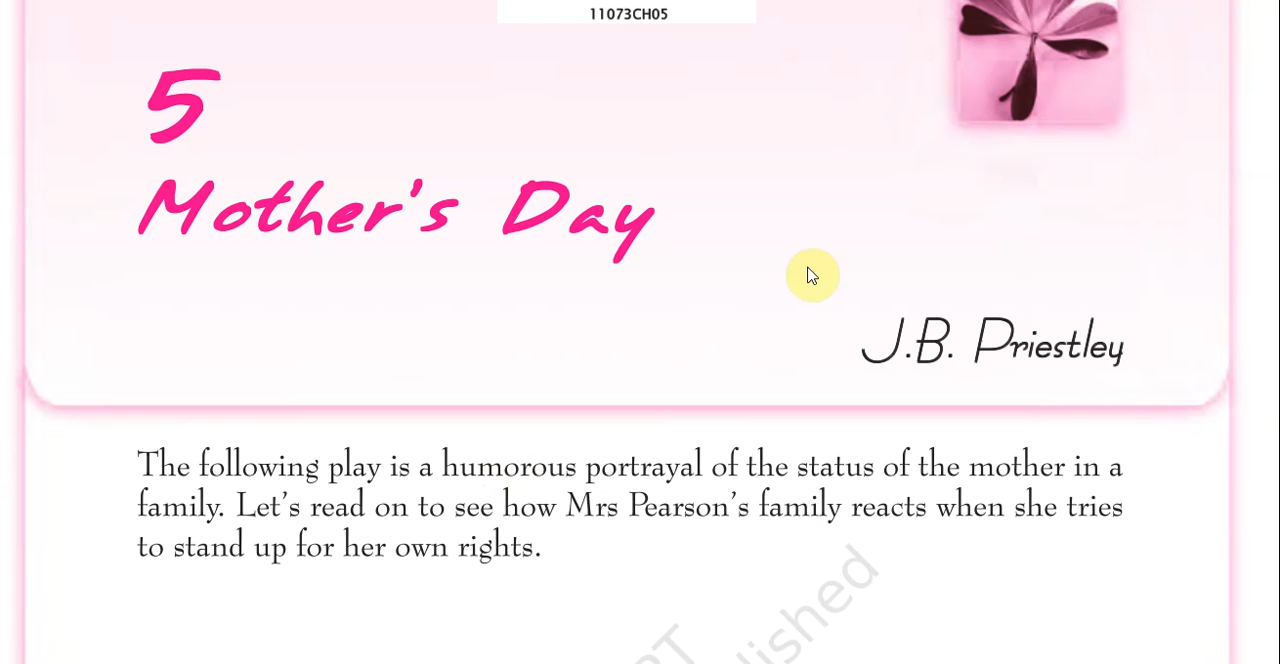 11073CH05
5
Mother's Day
J.B. Priestley
The following play is a humorous portrayal of the status of the mother in a
family. Let's read on to see how Mrs Pearson's family reacts when she tries
to stand up for her own rights.